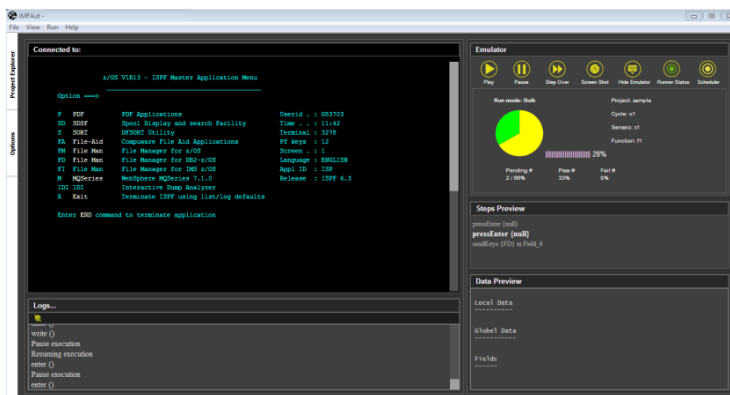 iMFAut -
File View Run Help
Project Explorer
Options
Connected to:
z/OS V1R13 - ISPF Master Application Menu
Option ===>
P PDF PDF Applications Userid . : GS3703
SD SDSF Spool Display and search Facility Time . . : 11:42
S SORT DFSORT Utility Terminal : 3278
FA File-Aid Compuware File Aid Applications Pf keys : 12
FM File Man File Manager for z/OS Screen . : 1
FD File Man File Manager for DB2-z/OS Language : ENGLISH
FI File Man File Manager for IMS z/OS Appl ID : ISP
M MQSeries WebSphere MQSeries 7.1.0 Release : ISPF 6.3
IDI IDI Interactive Dump Analyzer
X Exit Terminate ISPF using list/log defaults
Enter END command to terminate application
Logs...
write ()
Pause execution
Resuming execution
enter ()
Pause execution
enter ()
Emulator
Play Pause Step Over Screen Shot Hide Emulator Runner Status Scheduler
Run mode: Bulk
Project: sample
Cycle: c1
Senario: s1
Function: f1
28%
Pending # Pass # Fail #
2 / 66% 33% 0%
Steps Preview
pressEnter {null}
pressEnter {null}
sendKeys {FD} in Field_6
Data Preview
Local Data
----------
Globel Data
-----------
Fields
------